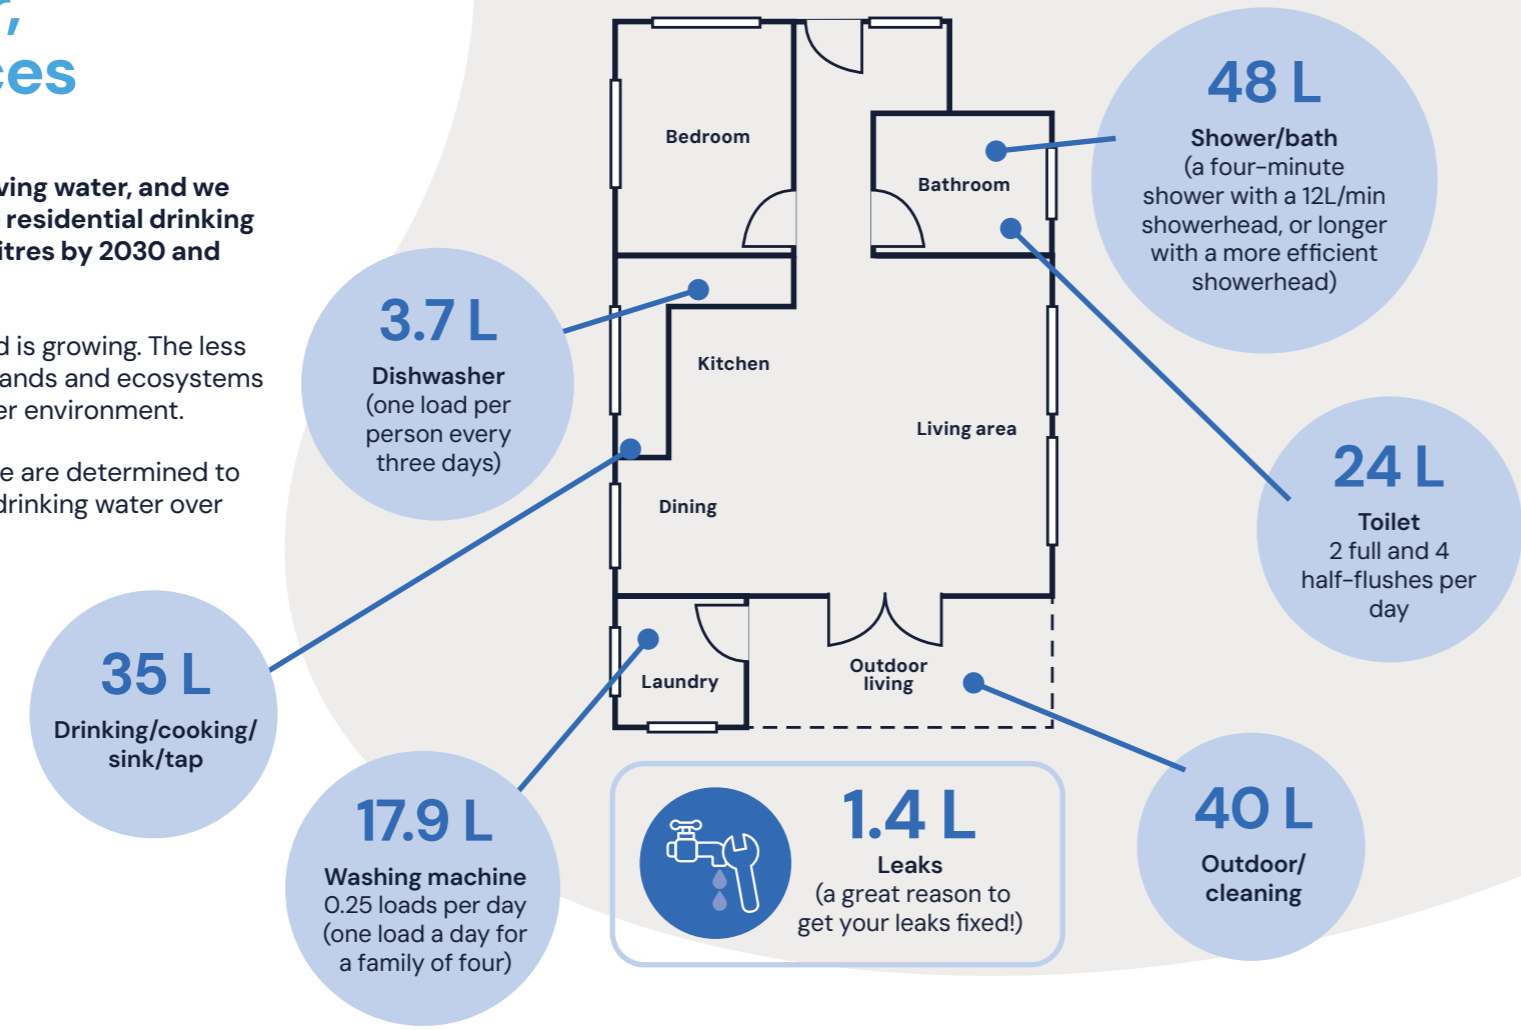 ving water, and we
residential drinking
litres by 2030 and
d is growing. The less
ands and ecosystems
er environment.
e are determined to
drinking water over
Bedroom
Bathroom
Kitchen
Living area
Dining
Laundry
Outdoor
living
48 L
Shower/bath
(a four-minute
shower with a 12L/min
showerhead, or longer
with a more efficient
showerhead)
3.7 L
Dishwasher
(one load per
person every
three days)
24 L
Toilet
2 full and 4
half-flushes per
day
35 L
Drinking/cooking/
sink/tap
17.9 L
Washing machine
0.25 loads per day
(one load a day for
a family of four)
1.4 L
Leaks
(a great reason to
get your leaks fixed!)
40 L
Outdoor/
cleaning